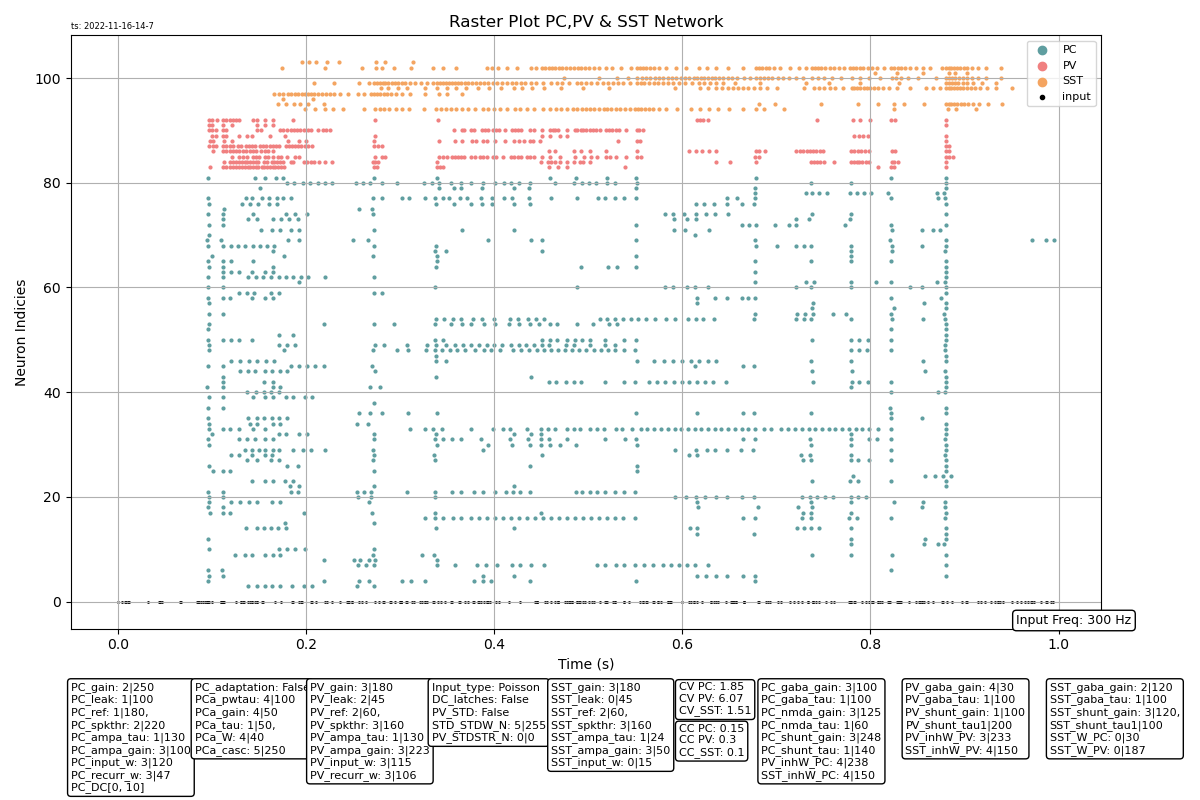 ts: 2022-11-16-14-7
Raster Plot PC,PV & SST Network
PC
PV
SST
input
Neuron Indicies
100
80
60
40
20
0
0.0
0.2
0.4
0.6
0.8
1.0
Time (s)
Input Freq: 300 Hz
PC_gain: 2|250
PC_leak: 1|100
PC_ref: 1|180,
PC_spkthr: 2|220
PC_ampa_tau: 1|130
PC_ampa_gain: 3|100
PC_input_w: 3|120
PC_recurr_w: 3|47
PC_DC[0, 10]
PC_adaptation: False
PCa_pwtau: 4|100
PCa_gain: 4|50
PCa_tau: 1|50,
PCa_W: 4|40
PCa_casc: 5|250
PV_gain: 3|180
PV_leak: 2|45
PV_ref: 2|60,
PV_spkthr: 3|160
PV_ampa_tau: 1|130
PV_ampa_gain: 3|223
PV_input_w: 3|115
PV_recurr_w: 3|106
Input_type: Poisson
DC_latches: False
PV_STD: False
STD_STDW_N: 5|255
PV_STDSTR_N: 0|0
SST_gain: 3|180
SST_leak: 0|45
SST_ref: 2|60,
SST_spkthr: 3|160
SST_ampa_tau: 1|24
SST_ampa_gain: 3|50
SST_input_w: 0|15
CV PC: 1.85
CV PV: 6.07
CV_SST: 1.51
CC PC: 0.15
CC PV: 0.3
CC_SST: 0.1
PC_gaba_gain: 3|100
PC_gaba_tau: 1|100
PC_nmda_gain: 3|125
PC_nmda_tau: 1|60
PC_shunt_gain: 3|248
PC_shunt_tau: 1|140
PV_inhW_PC: 4|238
SST_inhW_PC: 4|150
PV_gaba_gain: 4|30
PV_gaba_tau: 1|100
PV_shunt_gain: 1|100
PV_shunt_tau1|200
PV_inhW_PV: 3|233
SST_inhW_PV: 4|150
SST_gaba_gain: 2|120
SST_gaba_tau: 1|100
SST_shunt_gain: 3|120,
SST_shunt_tau1|100
SST_W_PC: 0|30
SST_W_PV: 0|187